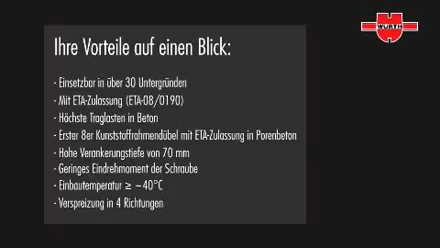 WÜRTH
Ihre Vorteile auf einen Blick:
· Einsetzbar in über 30 Untergründen
· Mit ETA-Zulassung (ETA-08/0190)
· Höchste Traglasten in Beton
· Erster 8er Kunststoffrahmendübel mit ETA-Zulassung in Porenbeton
· Hohe Verankerungstiefe von 70 mm
· Geringes Eindrehmoment der Schraube
· Einbautemperatur ≥ −40°C
· Verspreizung in 4 Richtungen